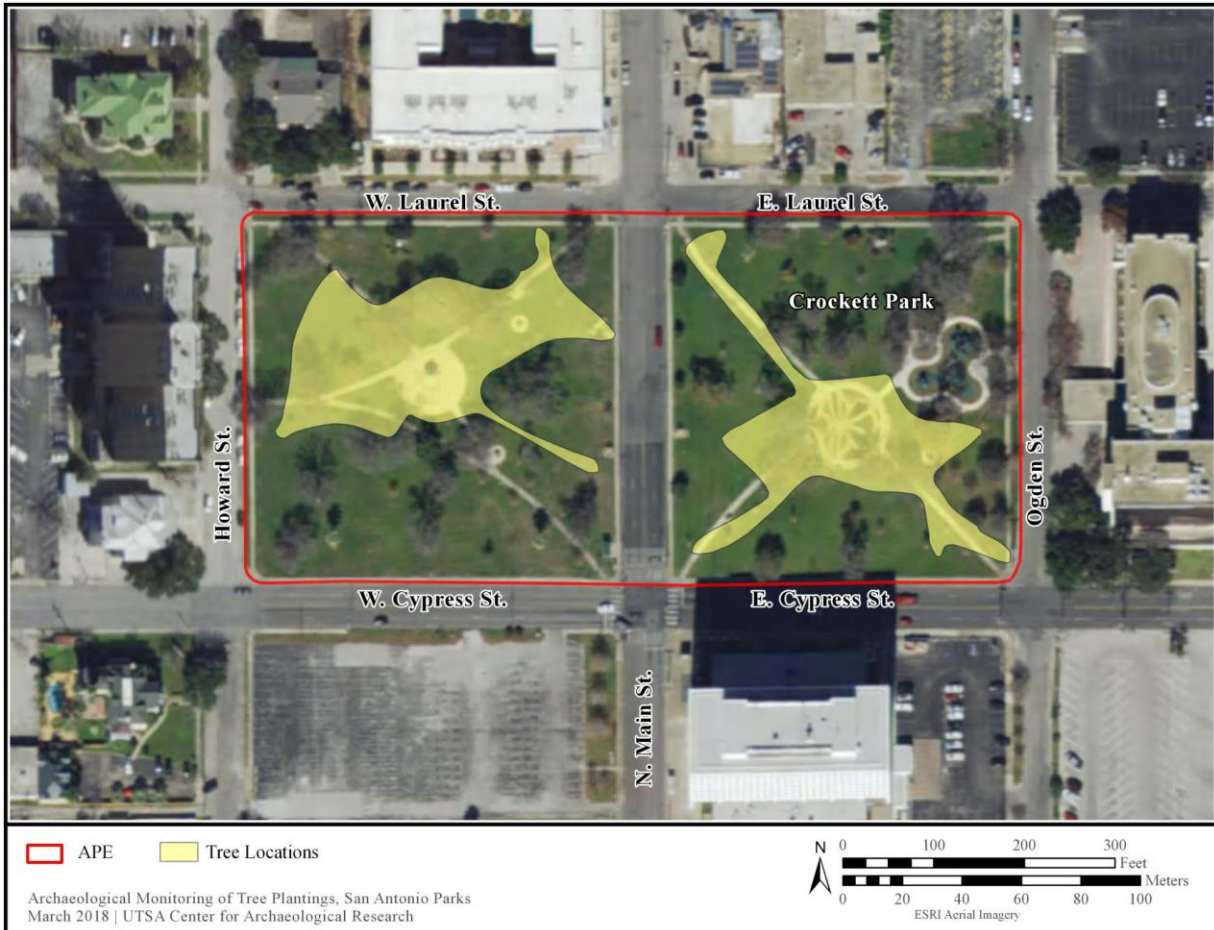 W. Laurel St.
E. Laurel St.
Crockett Park
Howard St.
Ogden St.
W. Cypress St.
E. Cypress St.
N. Main St.
APE
Tree Locations
Archaeological Monitoring of Tree Plantings, San Antonio Parks
March 2018 | UTSA Center for Archaeological Research
N
0 100 200 300
Feet
Meters
0 20 40 60 80 100
ESRI Aerial Imagery